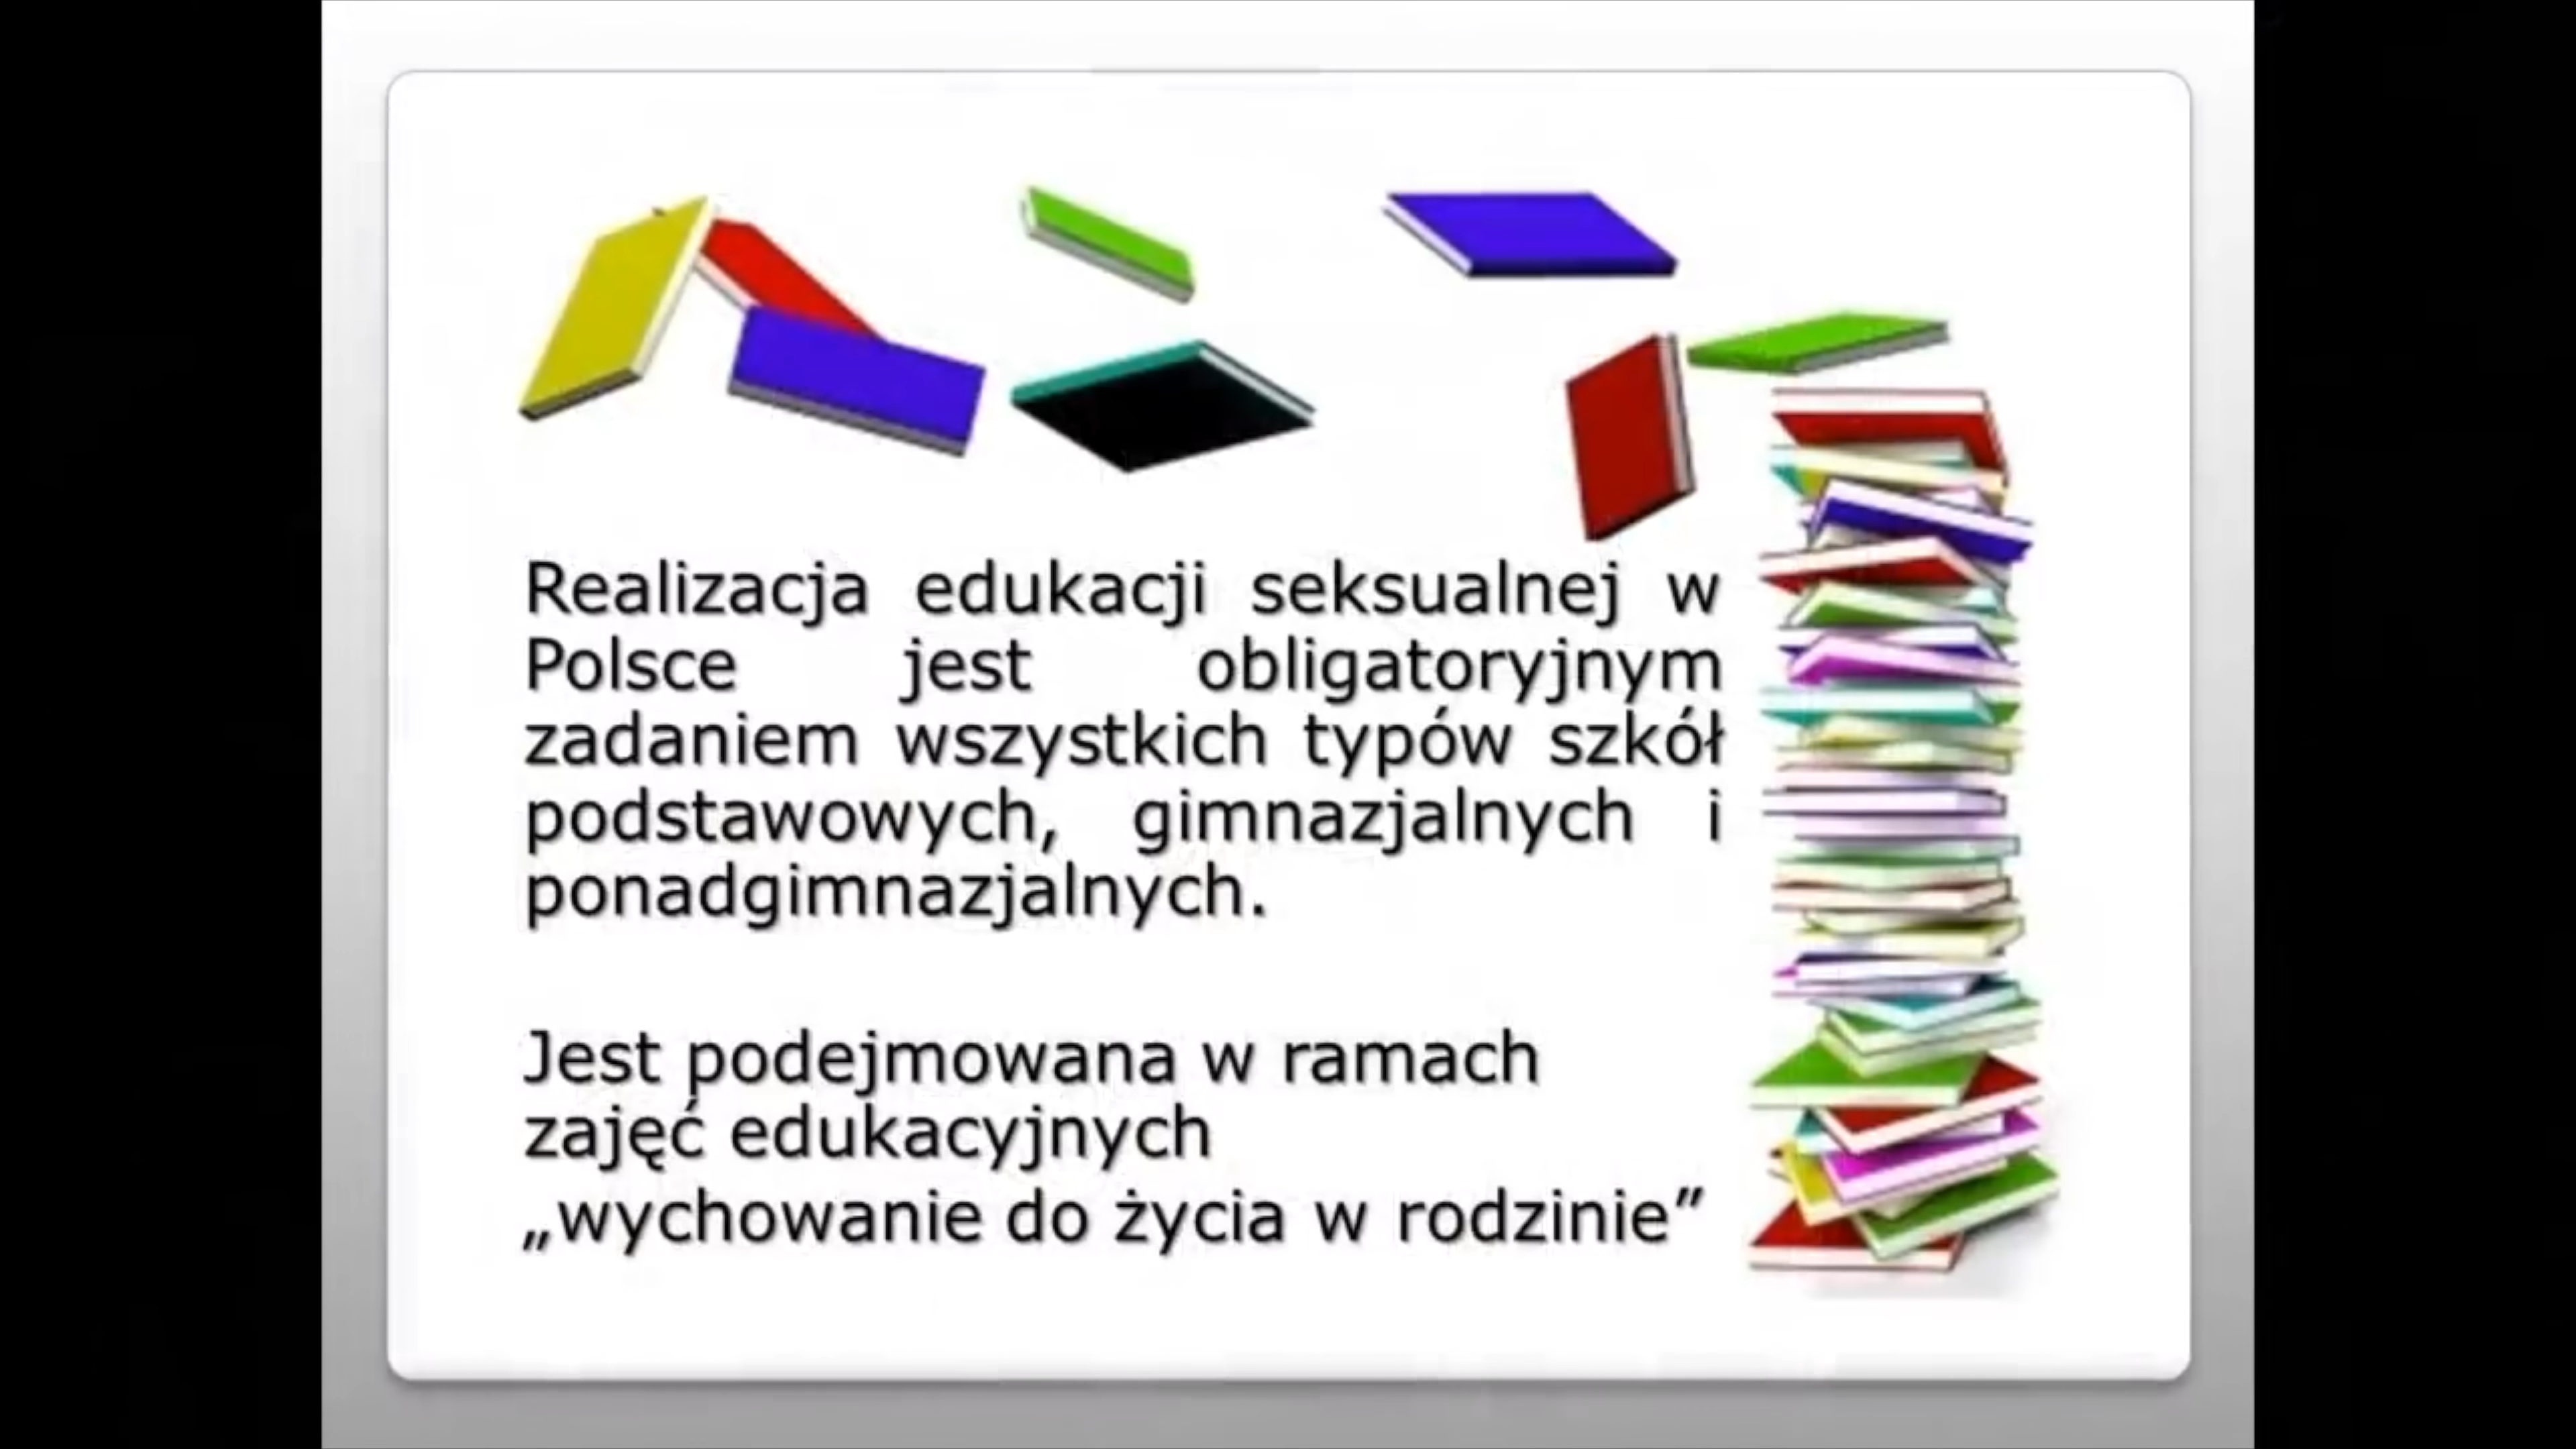 Realizacja edukacji seksualnej w
Polsce jest obligatoryjnym
zadaniem wszystkich typów szkół
podstawowych, gimnazjalnych i
ponadgimnazjalnych.
Jest podejmowana w ramach
zajęć edukacyjnych
„wychowanie do życia w rodzinie”